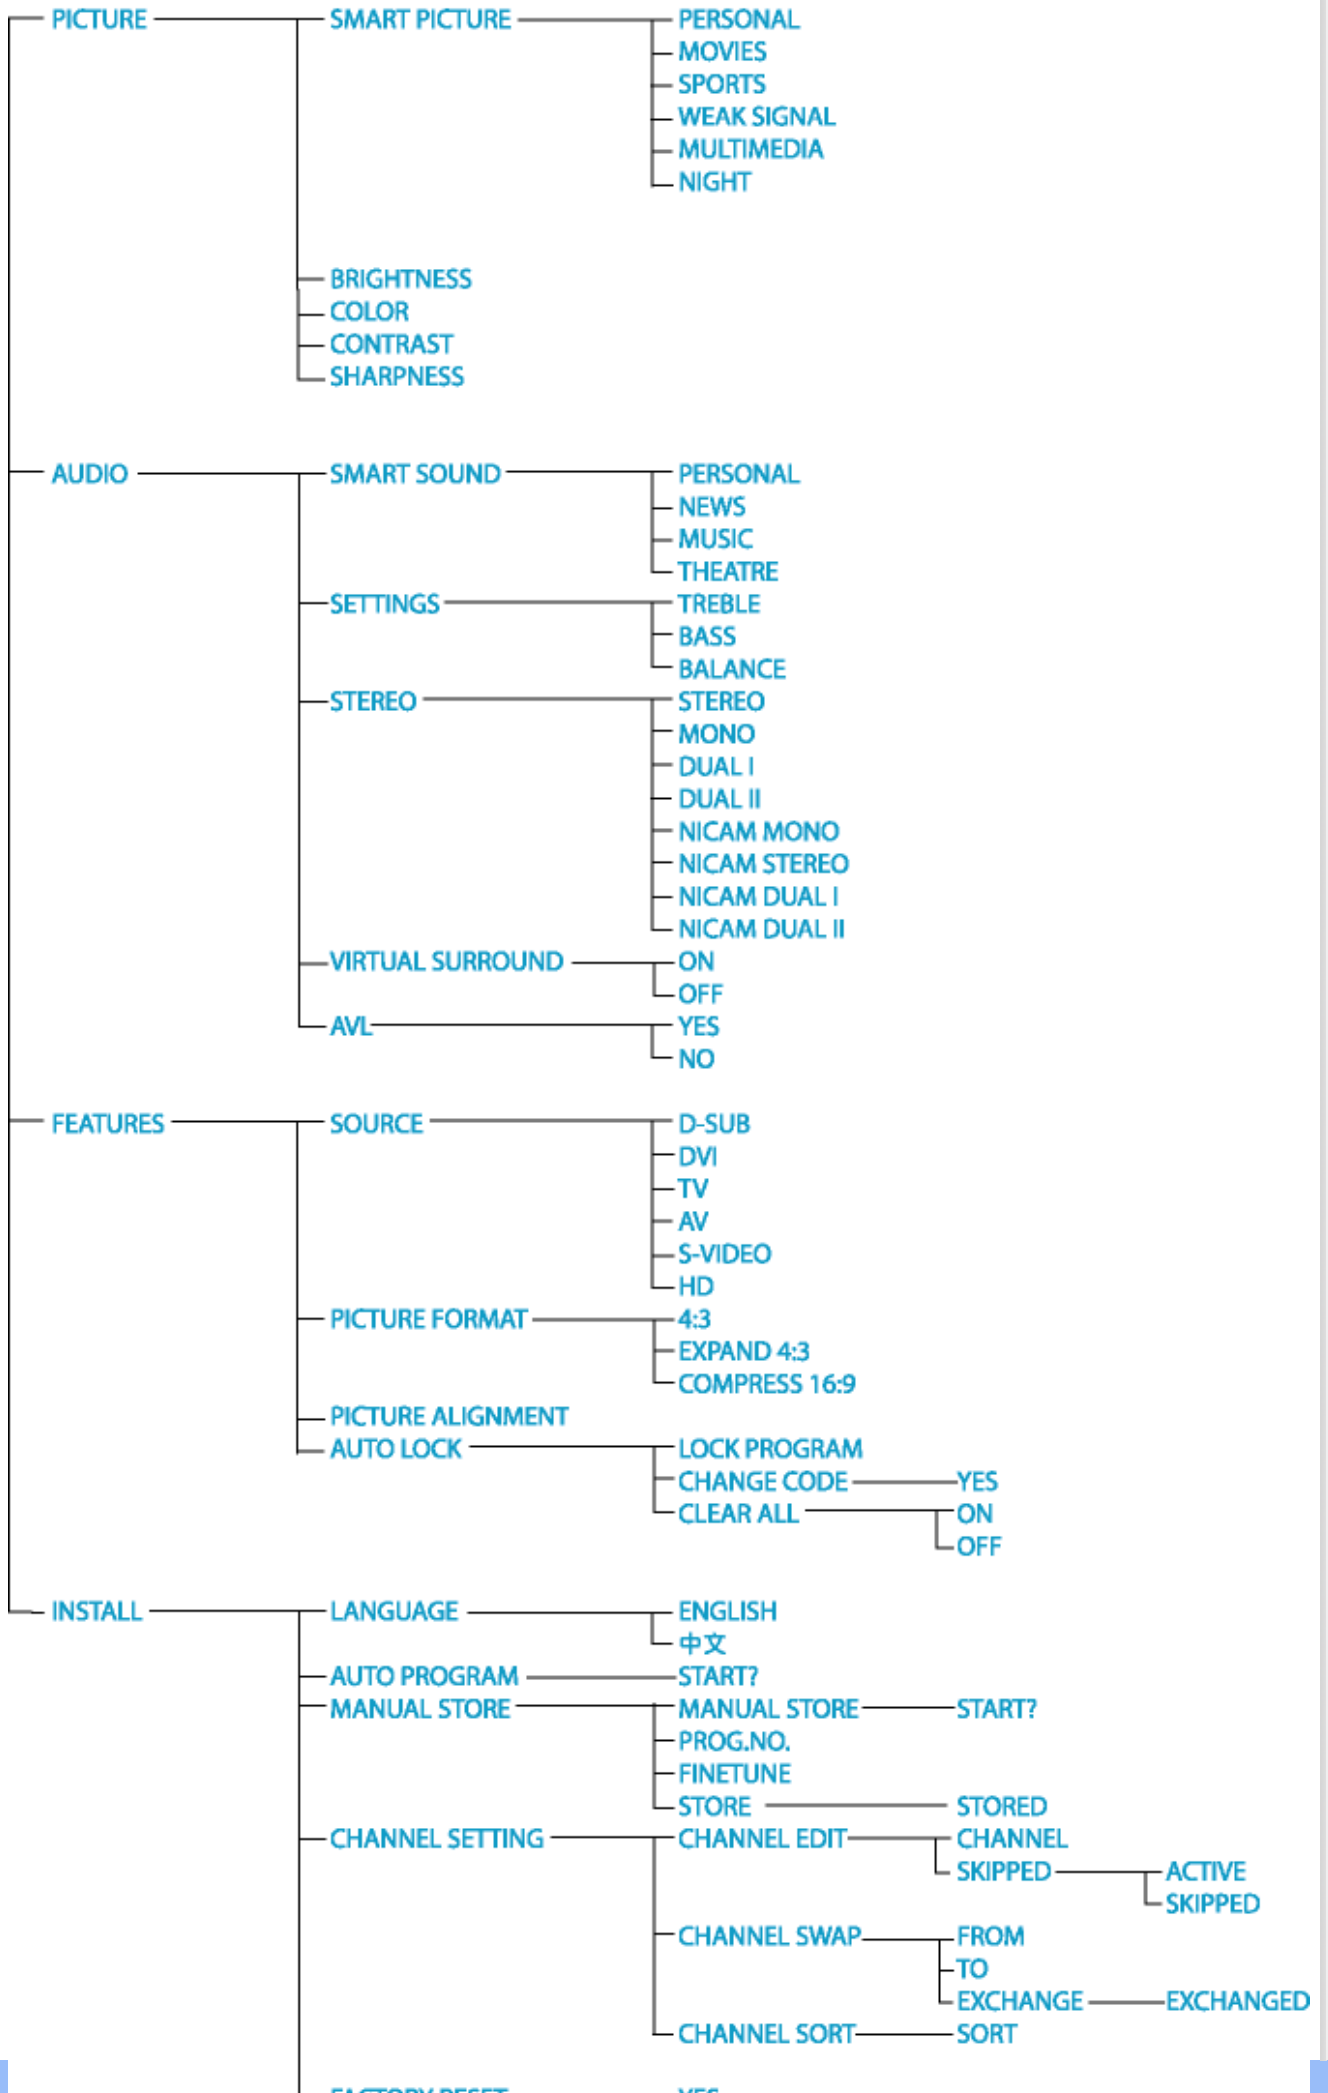 PICTURE SMART PICTURE PERSONAL
MOVIES
SPORTS
WEAK SIGNAL
MULTIMEDIA
NIGHT
BRIGHTNESS
COLOR
CONTRAST
SHARPNESS
AUDIO SMART SOUND PERSONAL
NEWS
MUSIC
THEATRE
SETTINGS TREBLE
BASS
BALANCE
STEREO STEREO
MONO
DUAL I
DUAL II
NICAM MONO
NICAM STEREO
NICAM DUAL I
NICAM DUAL II
VIRTUAL SURROUND ON
OFF
AVL YES
NO
FEATURES SOURCE D-SUB
DVI
TV
AV
S-VIDEO
HD
PICTURE FORMAT 4:3
EXPAND 4:3
COMPRESS 16:9
PICTURE ALIGNMENT
AUTO LOCK LOCK PROGRAM
CHANGE CODE YES
CLEAR ALL ON
OFF
INSTALL LANGUAGE ENGLISH
中文
AUTO PROGRAM START?
MANUAL STORE MANUAL STORE START?
PROG.NO.
FINETUNE
STORE STORED
CHANNEL SETTING CHANNEL EDIT CHANNEL
SKIPPED ACTIVE
SKIPPED
CHANNEL SWAP FROM
TO
EXCHANGE EXCHANGED
CHANNEL SORT SORT
FACTORY RESET YES